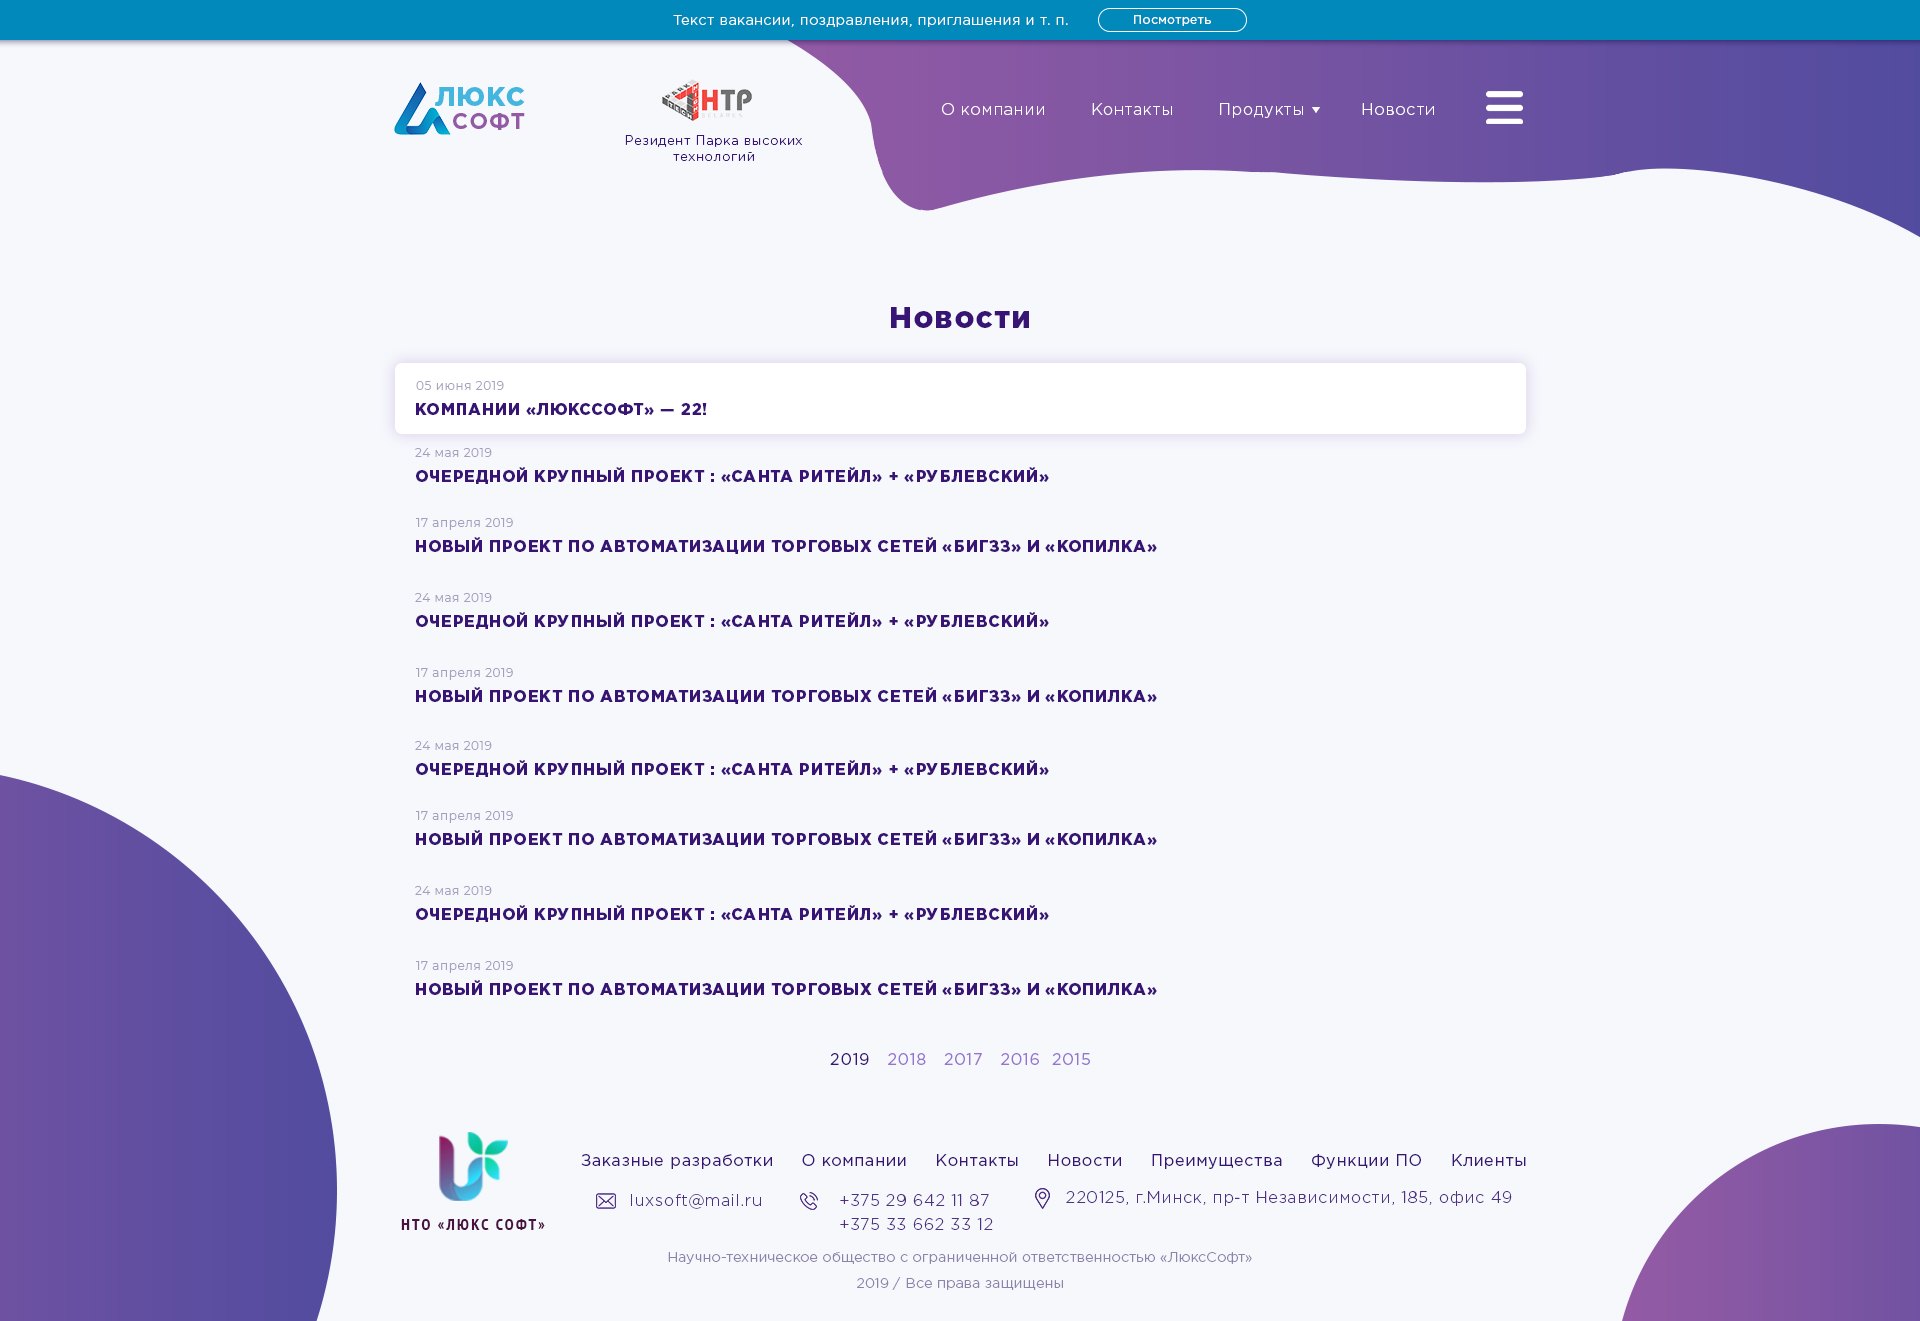 Текст вакансии, поздравления, приглашения и т. п.
Посмотреть
ЛЮКС
СОФТ
НТР
BELARUS
Резидент Парка высоких
технологий
О компании
Контакты
Продукты
Новости
Новости
05 июня 2019
КОМПАНИИ «ЛЮКССОФТ» — 22!
24 мая 2019
ОЧЕРЕДНОЙ КРУПНЫЙ ПРОЕКТ : «САНТА РИТЕЙЛ» + «РУБЛЕВСКИЙ»
17 апреля 2019
НОВЫЙ ПРОЕКТ ПО АВТОМАТИЗАЦИИ ТОРГОВЫХ СЕТЕЙ «БИГЗЗ» И «КОПИЛКА»
24 мая 2019
ОЧЕРЕДНОЙ КРУПНЫЙ ПРОЕКТ : «САНТА РИТЕЙЛ» + «РУБЛЕВСКИЙ»
17 апреля 2019
НОВЫЙ ПРОЕКТ ПО АВТОМАТИЗАЦИИ ТОРГОВЫХ СЕТЕЙ «БИГЗЗ» И «КОПИЛКА»
24 мая 2019
ОЧЕРЕДНОЙ КРУПНЫЙ ПРОЕКТ : «САНТА РИТЕЙЛ» + «РУБЛЕВСКИЙ»
17 апреля 2019
НОВЫЙ ПРОЕКТ ПО АВТОМАТИЗАЦИИ ТОРГОВЫХ СЕТЕЙ «БИГЗЗ» И «КОПИЛКА»
24 мая 2019
ОЧЕРЕДНОЙ КРУПНЫЙ ПРОЕКТ : «САНТА РИТЕЙЛ» + «РУБЛЕВСКИЙ»
17 апреля 2019
НОВЫЙ ПРОЕКТ ПО АВТОМАТИЗАЦИИ ТОРГОВЫХ СЕТЕЙ «БИГЗЗ» И «КОПИЛКА»
2019 2018 2017 2016 2015
НТО «ЛЮКС СОФТ»
Заказные разработки О компании Контакты Новости Преимущества Функции ПО Клиенты
luxsoft@mail.ru
+375 29 642 11 87
+375 33 662 33 12
220125, г.Минск, пр-т Независимости, 185, офис 49
Научно-техническое общество с ограниченной ответственностью «ЛюксСофт»
2019 / Все права защищены